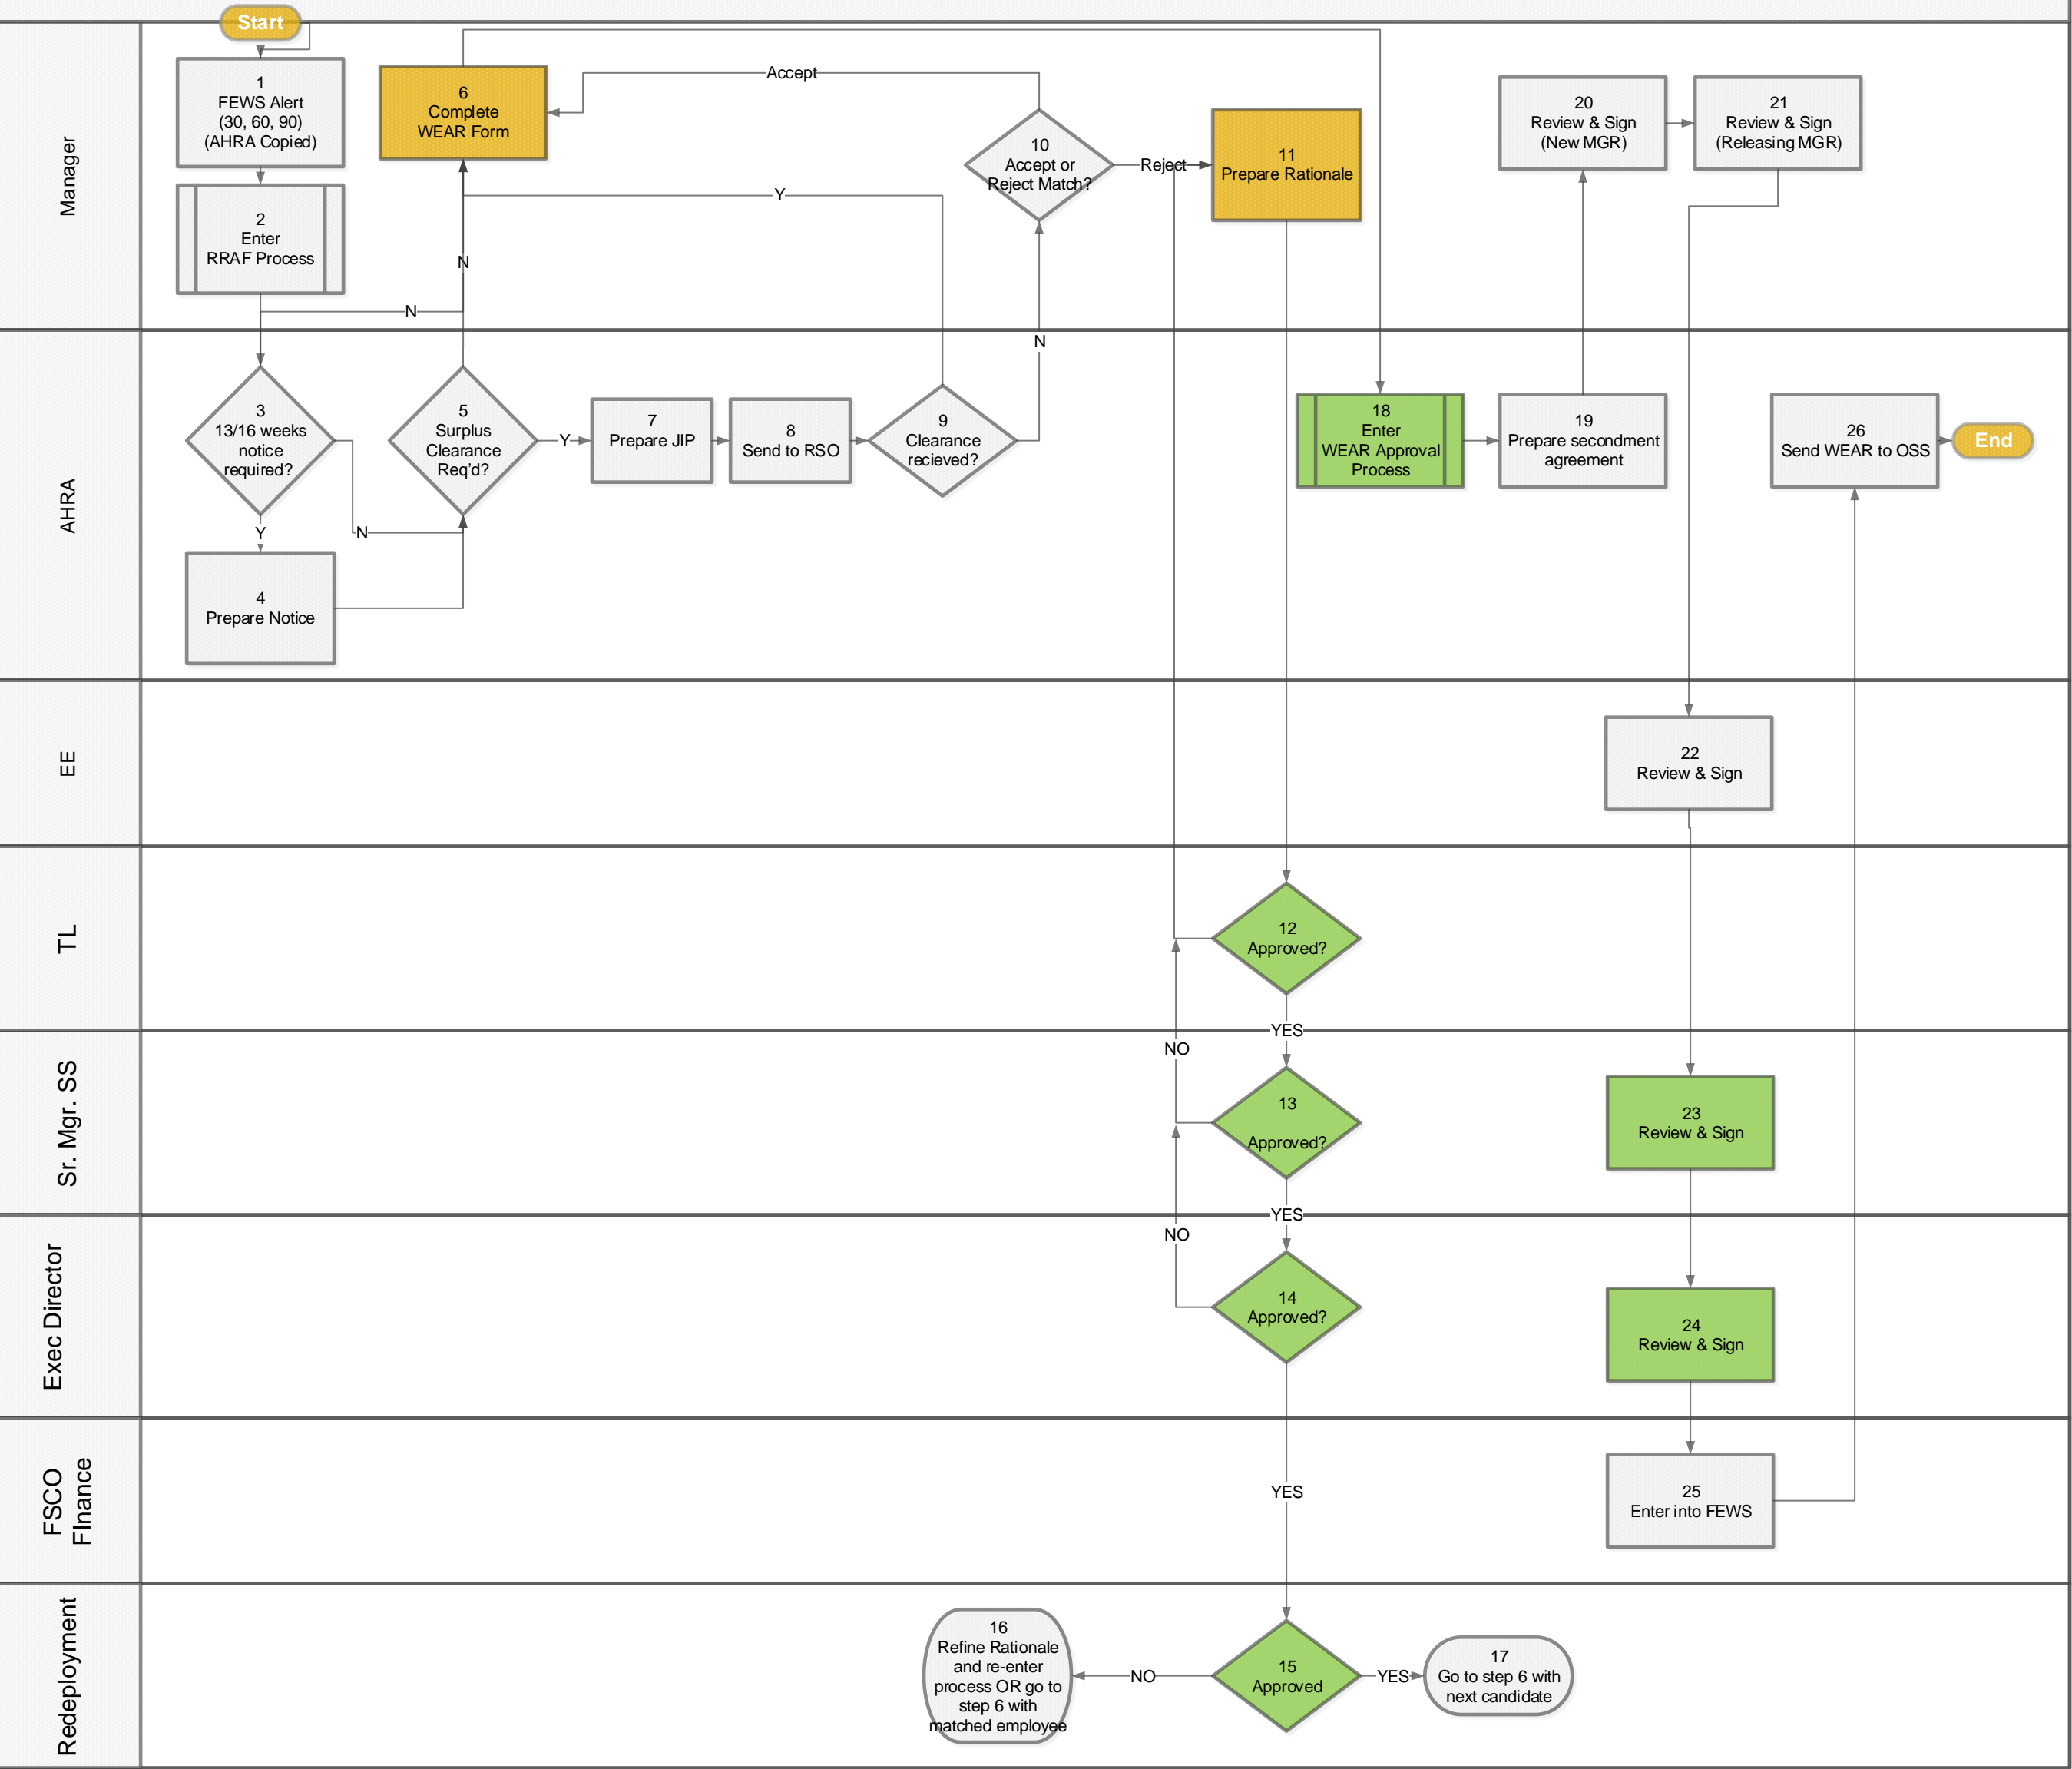 Start
Manager
1
FEWS Alert
(30, 60, 90)
(AHRA Copied)
2
Enter
RRAF Process
6
Complete
WEAR Form
Accept
Y
N
N
10
Accept or
Reject Match?
Reject
11
Prepare Rationale
20
Review & Sign
(New MGR)
21
Review & Sign
(Releasing MGR)
AHRA
3
13/16 weeks
notice
required?
Y
N
4
Prepare Notice
5
Surplus
Clearance
Req'd?
Y
7
Prepare JIP
8
Send to RSO
9
Clearance
recieved?
N
18
Enter
WEAR Approval
Process
19
Prepare secondment
agreement
26
Send WEAR to OSS
End
EE
22
Review & Sign
TL
12
Approved?
YES
NO
Sr. Mgr. SS
13
Approved?
23
Review & Sign
YES
NO
Exec Director
14
Approved?
24
Review & Sign
FSCO
FInance
YES
25
Enter into FEWS
Redeployment
16
Refine Rationale
and re-enter
process OR go to
step 6 with
matched employee
NO
15
Approved
YES
17
Go to step 6 with
next candidate